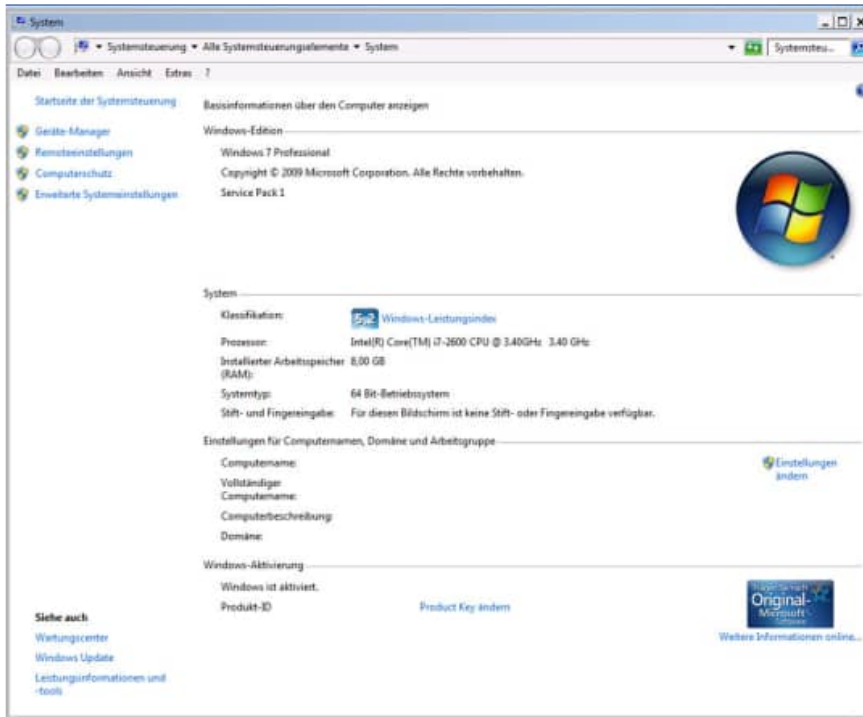 System
Systemsteuerung Alle Systemsteuerungselemente System
Systemsteu...
Datei Bearbeiten Ansicht Extras ?
Startseite der Systemsteuerung
Geräte-Manager
Remoteeinstellungen
Computerschutz
Erweiterte Systemeinstellungen
Basisinformationen über den Computer anzeigen
Windows-Edition
Windows 7 Professional
Copyright © 2009 Microsoft Corporation. Alle Rechte vorbehalten.
Service Pack 1
System
Klassifikation: 5,2 Windows-Leistungsindex
Prozessor: Intel(R) Core(TM) i7-2600 CPU @ 3.40GHz 3.40 GHz
Installierter Arbeitsspeicher 8,00 GB
(RAM):
Systemtyp: 64 Bit-Betriebssystem
Stift- und Fingereingabe: Für diesen Bildschirm ist keine Stift- oder Fingereingabe verfügbar.
Einstellungen für Computernamen, Domäne und Arbeitsgruppe
Computername:
Vollständiger
Computername:
Computerbeschreibung:
Domäne:
Einstellungen
ändern
Windows-Aktivierung
Windows ist aktiviert.
Produkt-ID Product Key ändern
Original-
Microsoft
Software
Weitere Informationen online...
Siehe auch
Wartungscenter
Windows Update
Leistungsinformationen und
-tools